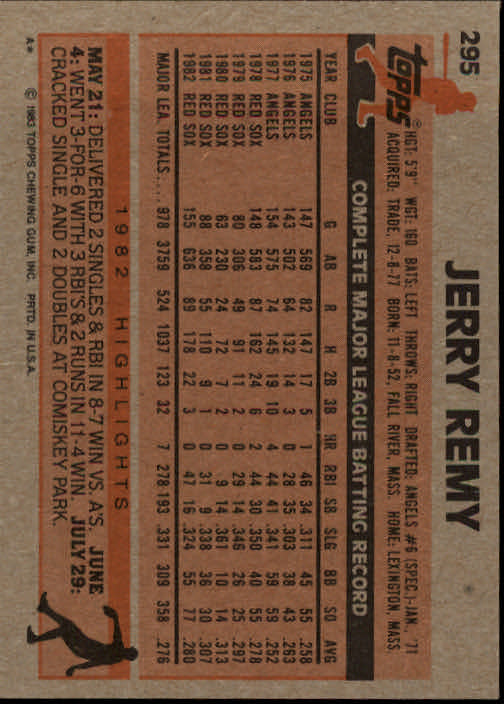 295
Topps®
JERRY REMY
HGT: 5'9" WGT: 160 BATS: LEFT THROWS: RIGHT DRAFTED: ANGELS #6 (SPEC.)-JAN., '71
ACQUIRED: TRADE, 12-8-77 BORN: 11-8-52, FALL RIVER, MASS. HOME: LEXINGTON, MASS.
COMPLETE MAJOR LEAGUE BATTING RECORD
YEAR CLUB G AB R H 2B 3B HR RBI SB SLG BB SO AVG
1975 ANGELS 147 569 82 147 17 5 1 46 34 .311 45 55 .258
1976 ANGELS 143 502 64 132 14 3 0 28 35 .303 38 43 .263
1977 ANGELS 154 575 74 145 19 10 4 44 41 .341 59 59 .252
1978 RED SOX 148 583 87 162 24 6 2 44 30 .350 40 55 .278
1979 RED SOX 80 306 49 91 11 2 0 29 14 .346 26 25 .297
1980 RED SOX 63 230 24 72 7 2 0 9 14 .361 10 14 .313
1981 RED SOX 88 358 55 110 9 1 0 31 9 .338 36 30 .307
1982 RED SOX 155 636 89 178 22 3 0 47 16 .324 55 77 .280
MAJOR LEA. TOTALS.... 978 3759 524 1037 123 32 7 278 193 .331 309 358 .276
1982 HIGHLIGHTS
MAY 21: DELIVERED 2 SINGLES & RBI IN 8-7 WIN VS. A'S. JUNE
4: WENT 3-FOR-6 WITH 3 RBI'S & 2 RUNS IN 11-4 WIN. JULY 29:
CRACKED SINGLE AND 2 DOUBLES AT COMISKEY PARK.
A* © 1983 TOPPS CHEWING GUM, INC. PRTD. IN U.S.A.